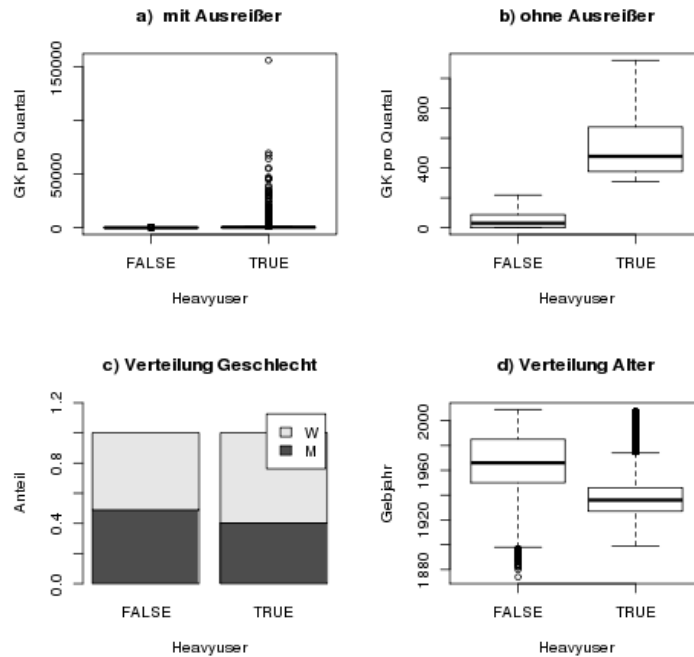 a) mit Ausreißer
GK pro Quartal
150000
50000
0
FALSE TRUE
Heavyuser
b) ohne Ausreißer
GK pro Quartal
800
400
0
FALSE TRUE
Heavyuser
c) Verteilung Geschlecht
Anteil
1.2
0.8
0.4
0.0
W
M
FALSE TRUE
Heavyuser
d) Verteilung Alter
Gebjahr
2000
1960
1920
1880
FALSE TRUE
Heavyuser